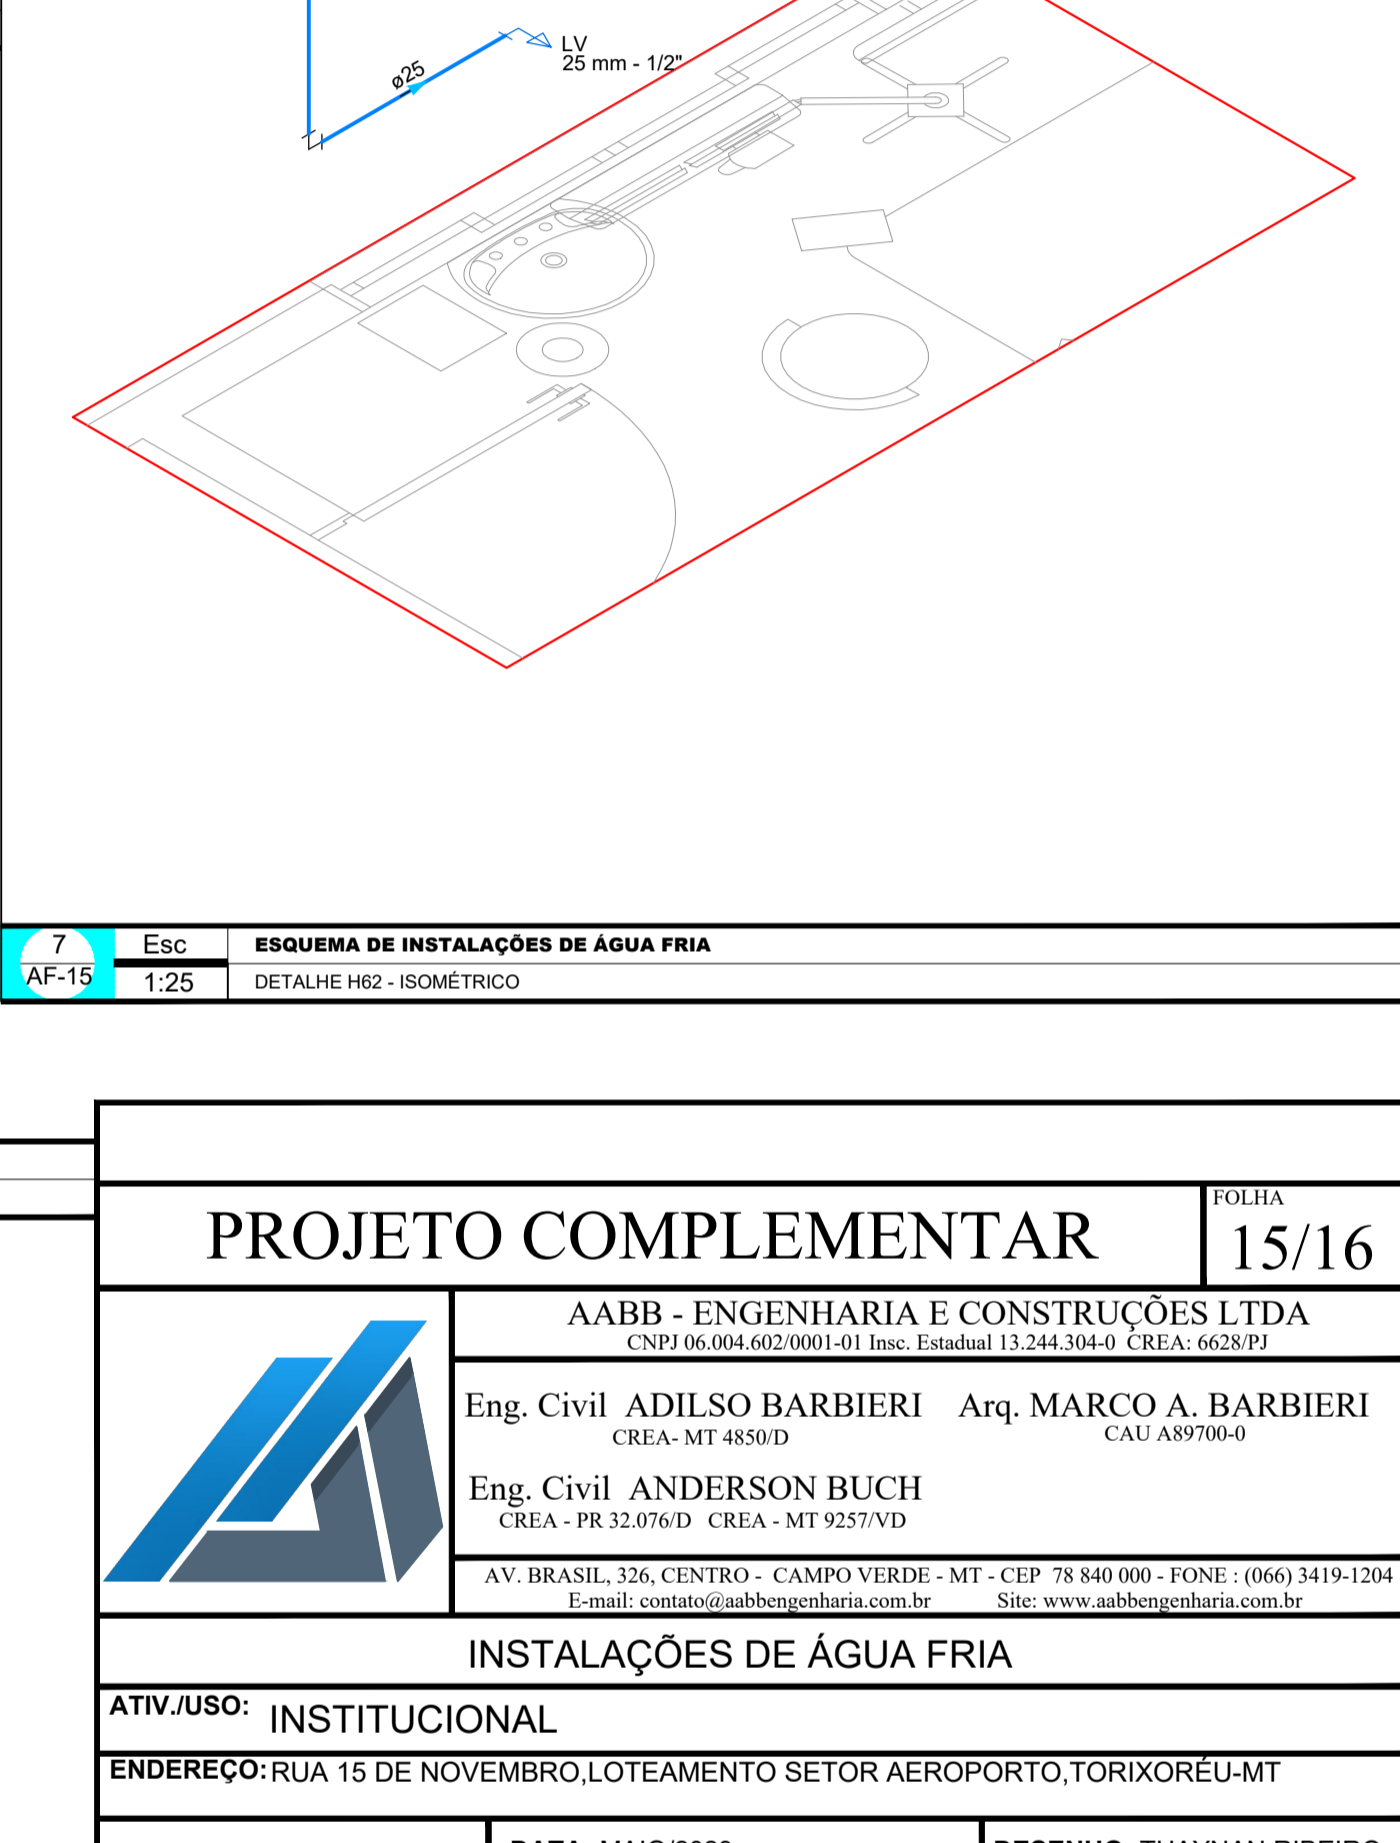 ø25
LV
25 mm - 1/2"
7
AF-15
Esc
1:25
ESQUEMA DE INSTALAÇÕES DE ÁGUA FRIA
DETALHE H62 - ISOMÉTRICO
PROJETO COMPLEMENTAR
FOLHA
15/16
AABB - ENGENHARIA E CONSTRUÇÕES LTDA
CNPJ 06.004.602/0001-01 Insc. Estadual 13.244.304-0 CREA: 6628/PJ
Eng. Civil ADILSO BARBIERI
CREA- MT 4850/D
Arq. MARCO A. BARBIERI
CAU A89700-0
Eng. Civil ANDERSON BUCH
CREA - PR 32.076/D CREA - MT 9257/VD
AV. BRASIL, 326, CENTRO - CAMPO VERDE - MT - CEP 78 840 000 - FONE : (066) 3419-1204
E-mail: contato@aabbengenharia.com.br Site: www.aabbengenharia.com.br
INSTALAÇÕES DE ÁGUA FRIA
ATIV./USO: INSTITUCIONAL
ENDEREÇO: RUA 15 DE NOVEMBRO,LOTEAMENTO SETOR AEROPORTO,TORIXORÉU-MT